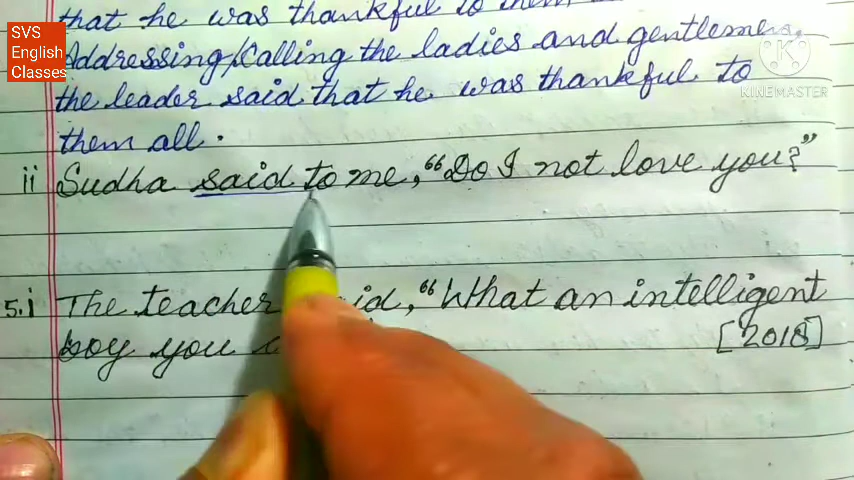 SVS
English
Classes
that he was thankful to them
Addressing/Calling the ladies and gentlemen,
the leader said that he was thankful to
them all.
KINEMASTER
ii Sudha said to me, "Do I not love you?"
5.i The teacher said, "What an intelligent
boy you
[2018]